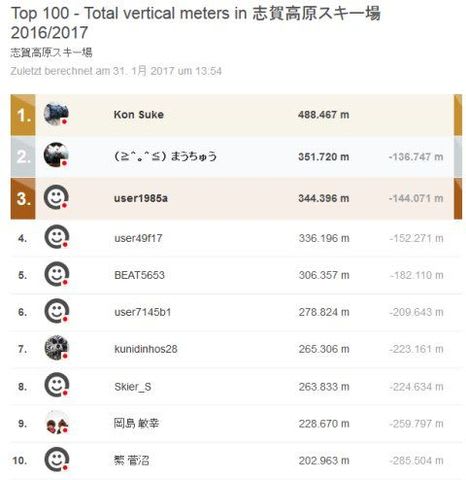 Top 100 - Total vertical meters in 志賀高原スキー場
2016/2017
志賀高原スキー場
Zuletzt berechnet am 31. 1月 2017 um 13:54
1. Kon Suke 488.467 m
2. (≧^｡^≦) まうちゅう 351.720 m -136.747 m
3. user1985a 344.396 m -144.071 m
4. user49f17 336.196 m -152.271 m
5. BEAT5653 306.357 m -182.110 m
6. user7145b1 278.824 m -209.643 m
7. kunidinhos28 265.306 m -223.161 m
8. Skier_S 263.833 m -224.634 m
9. 岡島 敏幸 228.670 m -259.797 m
10. 繁 菅沼 202.963 m -285.504 m